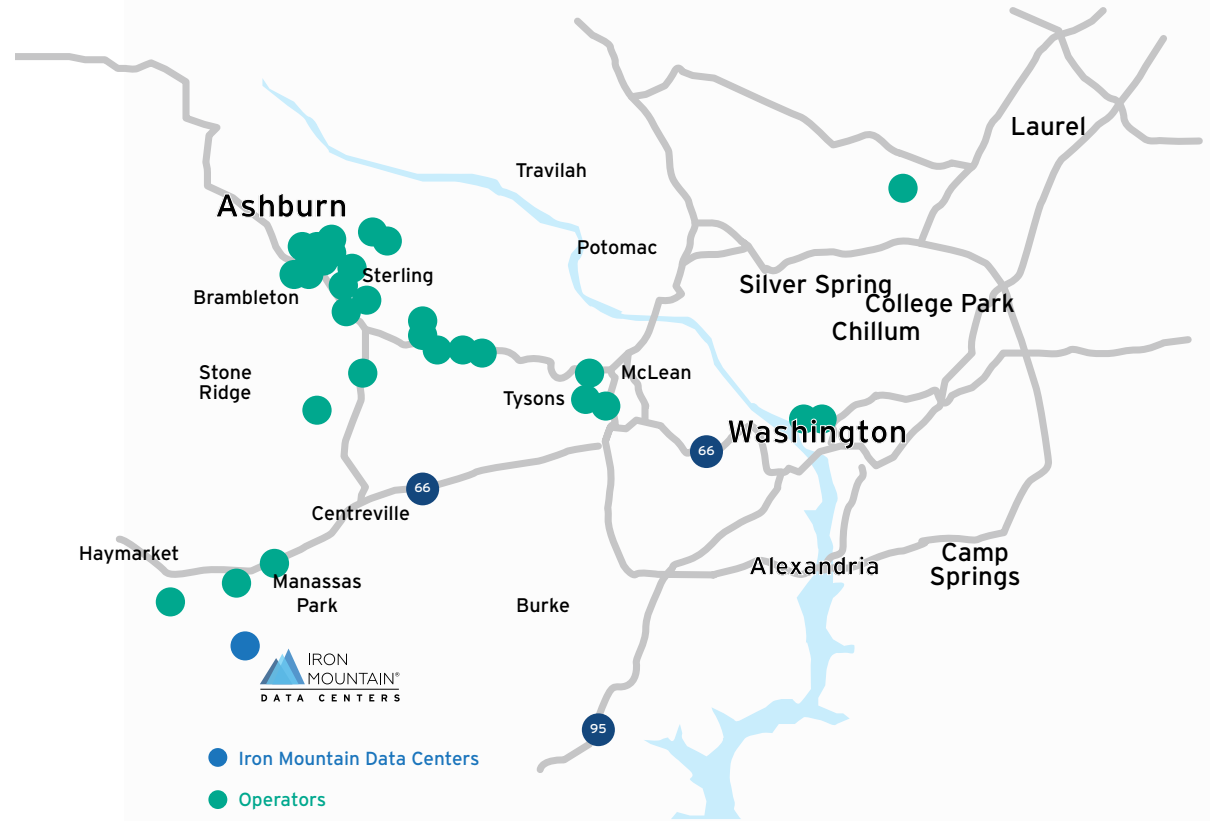 Laurel
Travilah
Ashburn
Potomac
Sterling
Silver Spring
Brambleton
College Park
Chillum
Stone
Ridge
McLean
Tysons
Washington
66
66
Centreville
Haymarket
Alexandria
Camp
Springs
Manassas
Park
Burke
IRON
MOUNTAIN®
DATA CENTERS
95
Iron Mountain Data Centers
Operators